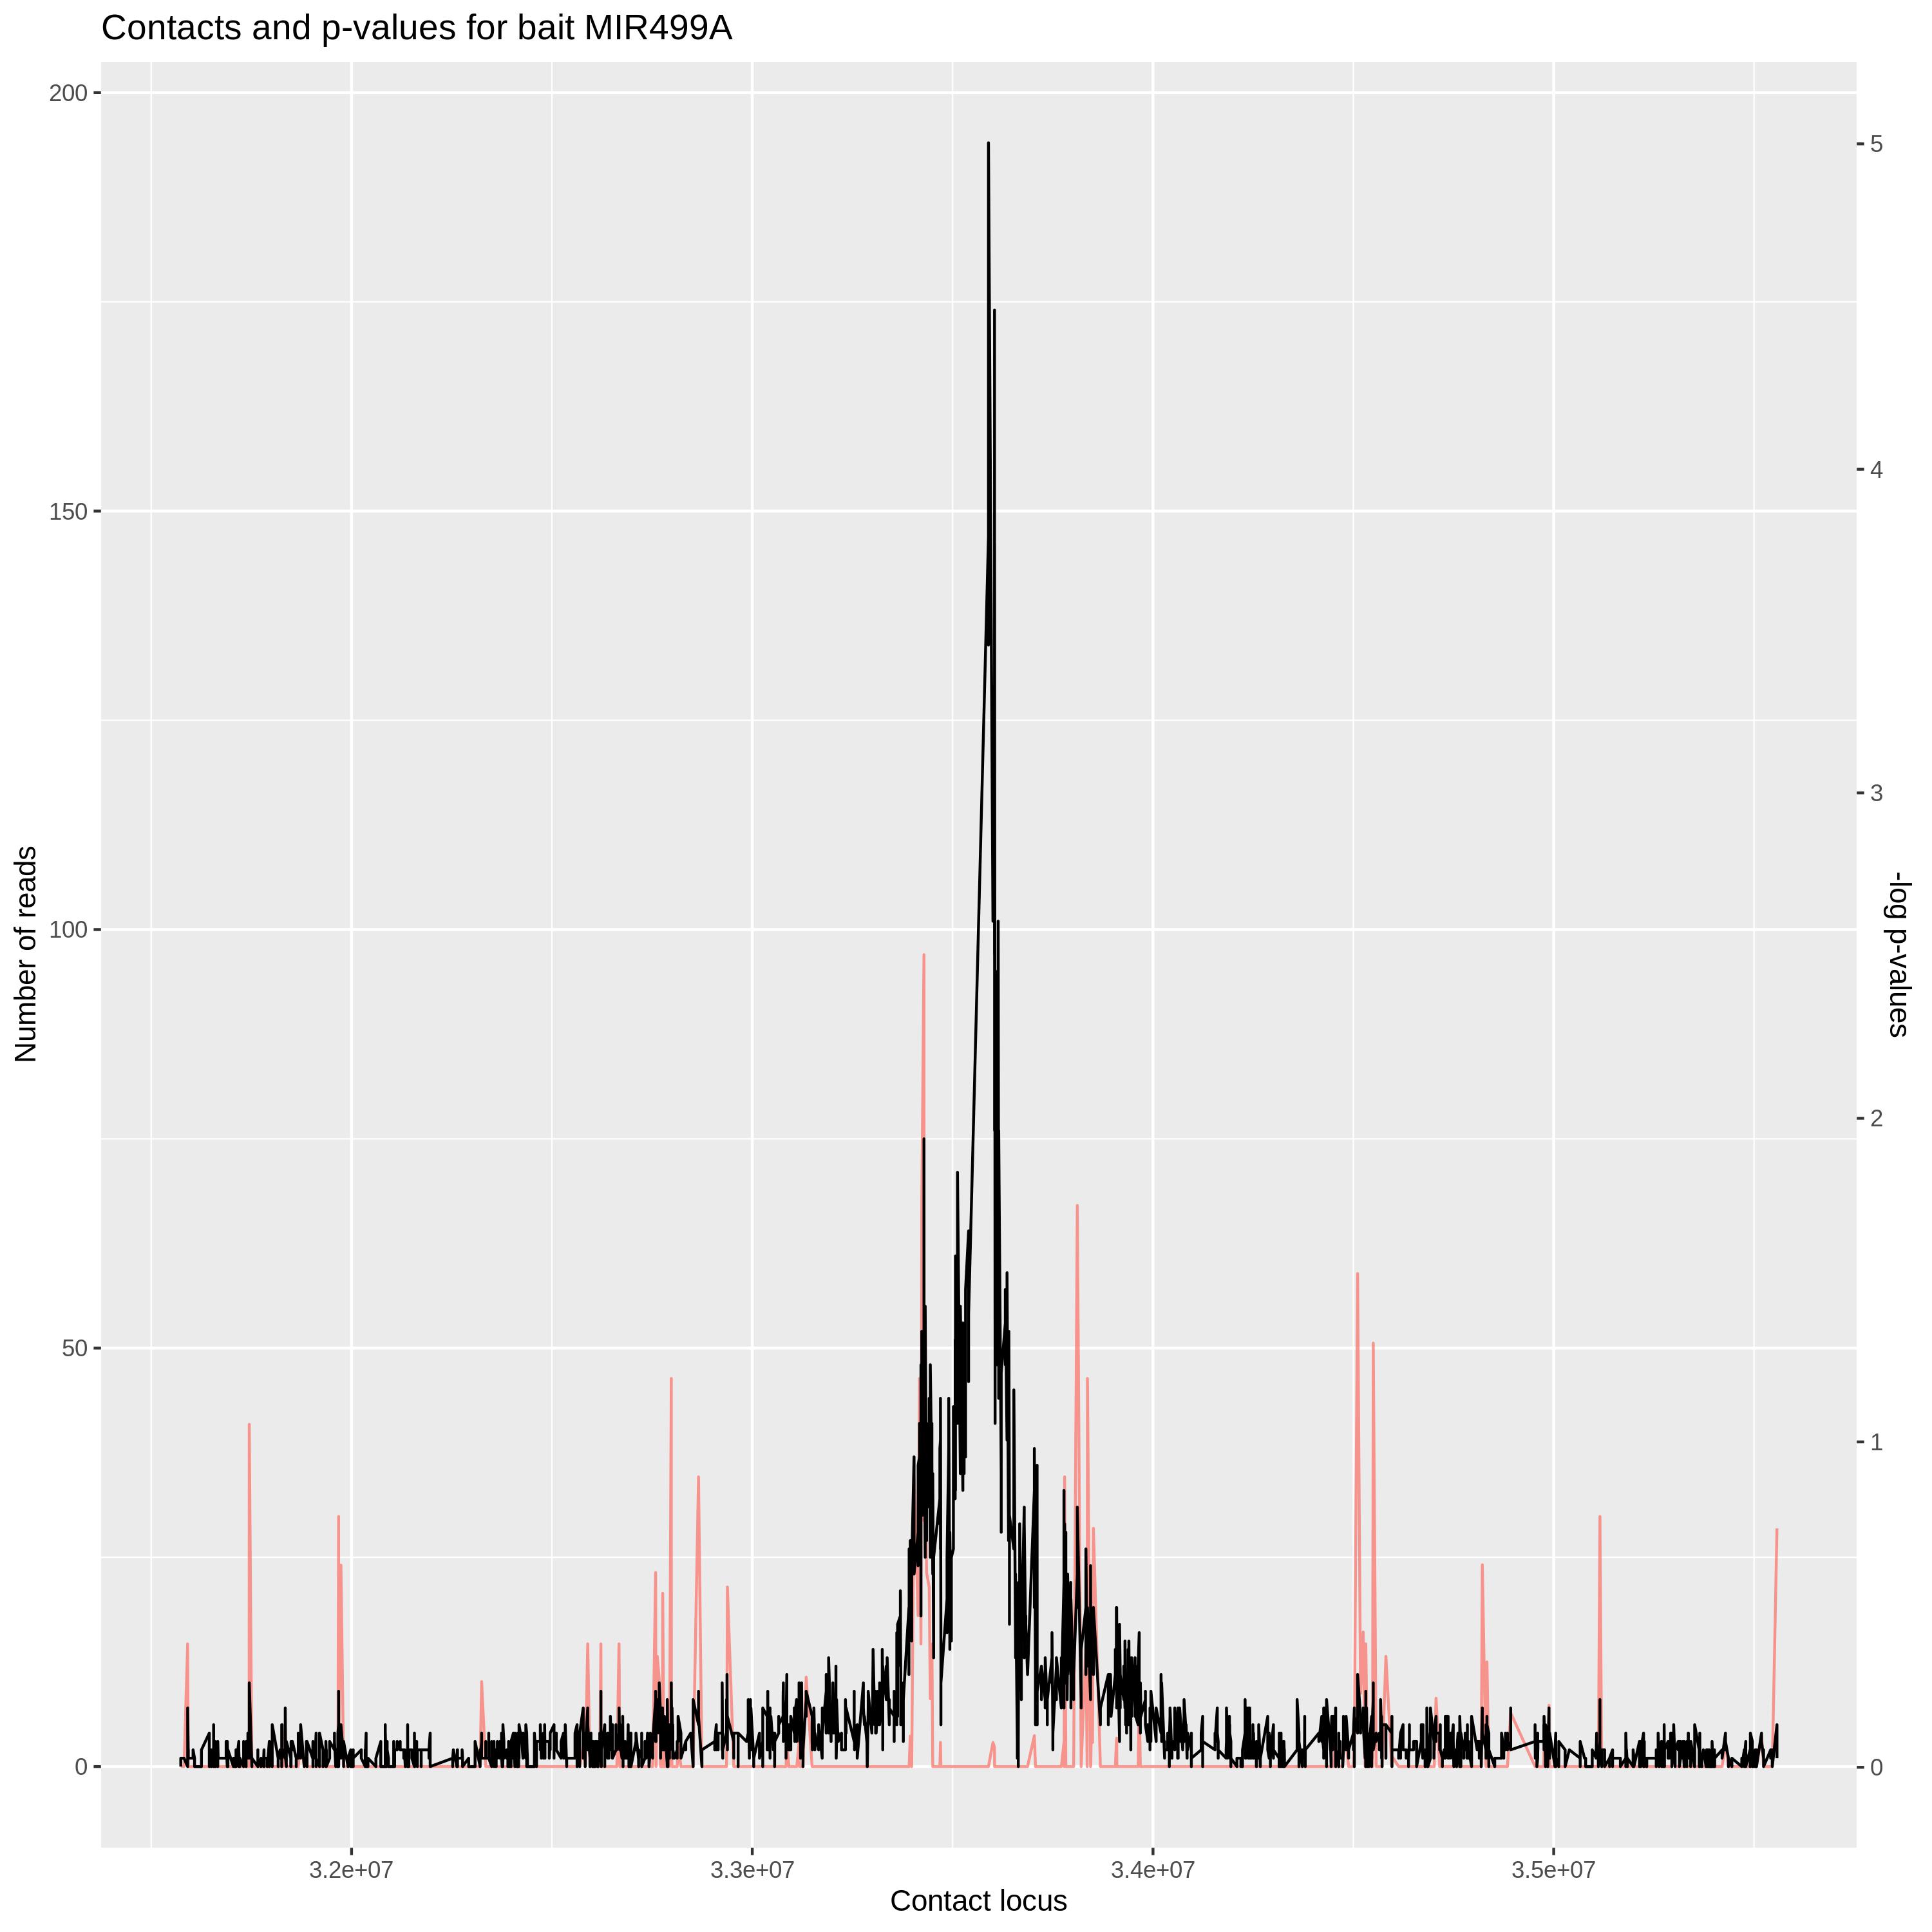 Contacts and p-values for bait MIR499A
200
150
100
50
0
Number of reads
5
4
3
2
1
0
-log p-values
3.2e+07
3.3e+07
3.4e+07
3.5e+07
Contact locus